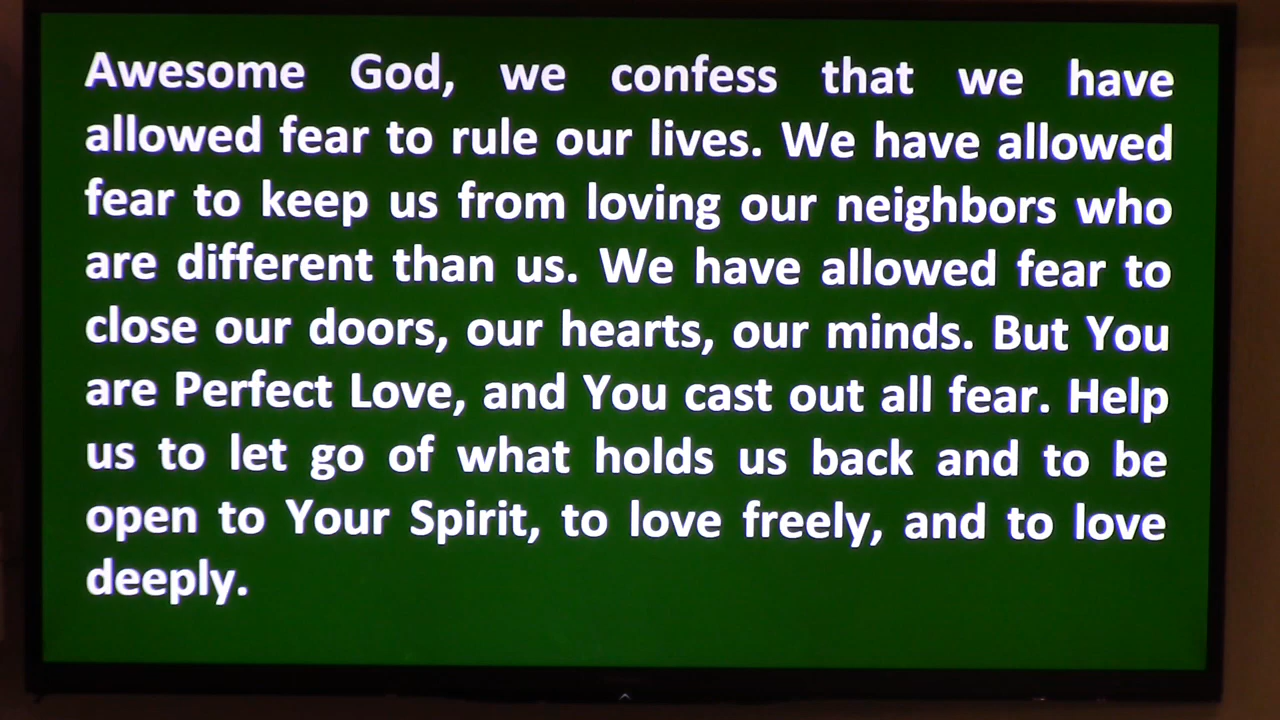 Awesome God, we confess that we have
allowed fear to rule our lives. We have allowed
fear to keep us from loving our neighbors who
are different than us. We have allowed fear to
close our doors, our hearts, our minds. But You
are Perfect Love, and You cast out all fear. Help
us to let go of what holds us back and to be
open to Your Spirit, to love freely, and to love
deeply.